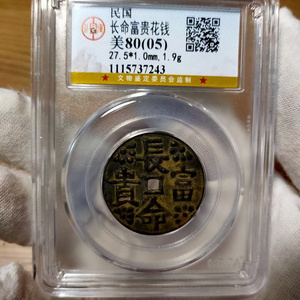 民国
长命富贵花钱
美80(05)
27.5*1.0mm,1.9g
★文物鉴定委员会监制★
1115737243
長命富貴